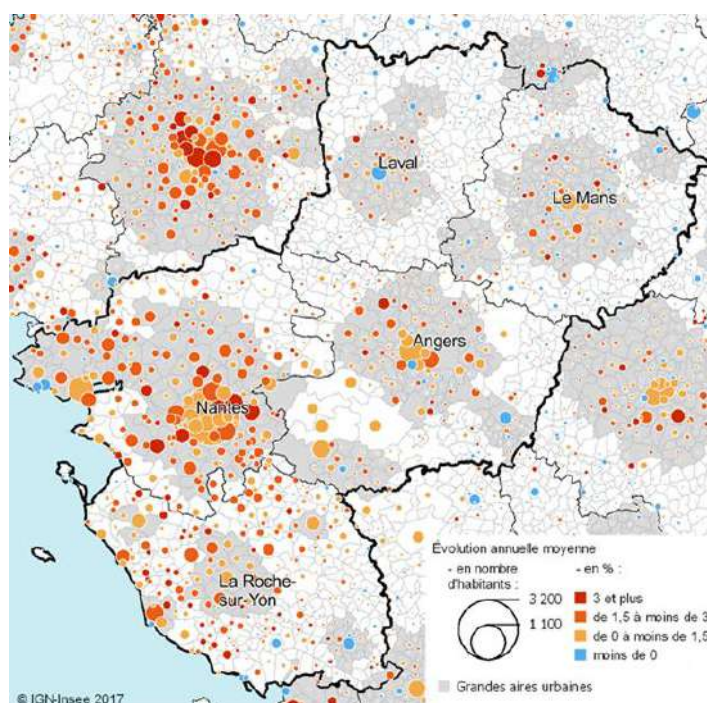 Laval
Le Mans
Angers
Nantes
La Roche-
sur-Yon
Évolution annuelle moyenne
- en nombre
d'habitants :
3 200
1 100
- en % :
3 et plus
de 1,5 à moins de 3
de 0 à moins de 1,5
moins de 0
Grandes aires urbaines
© IGN-Insee 2017